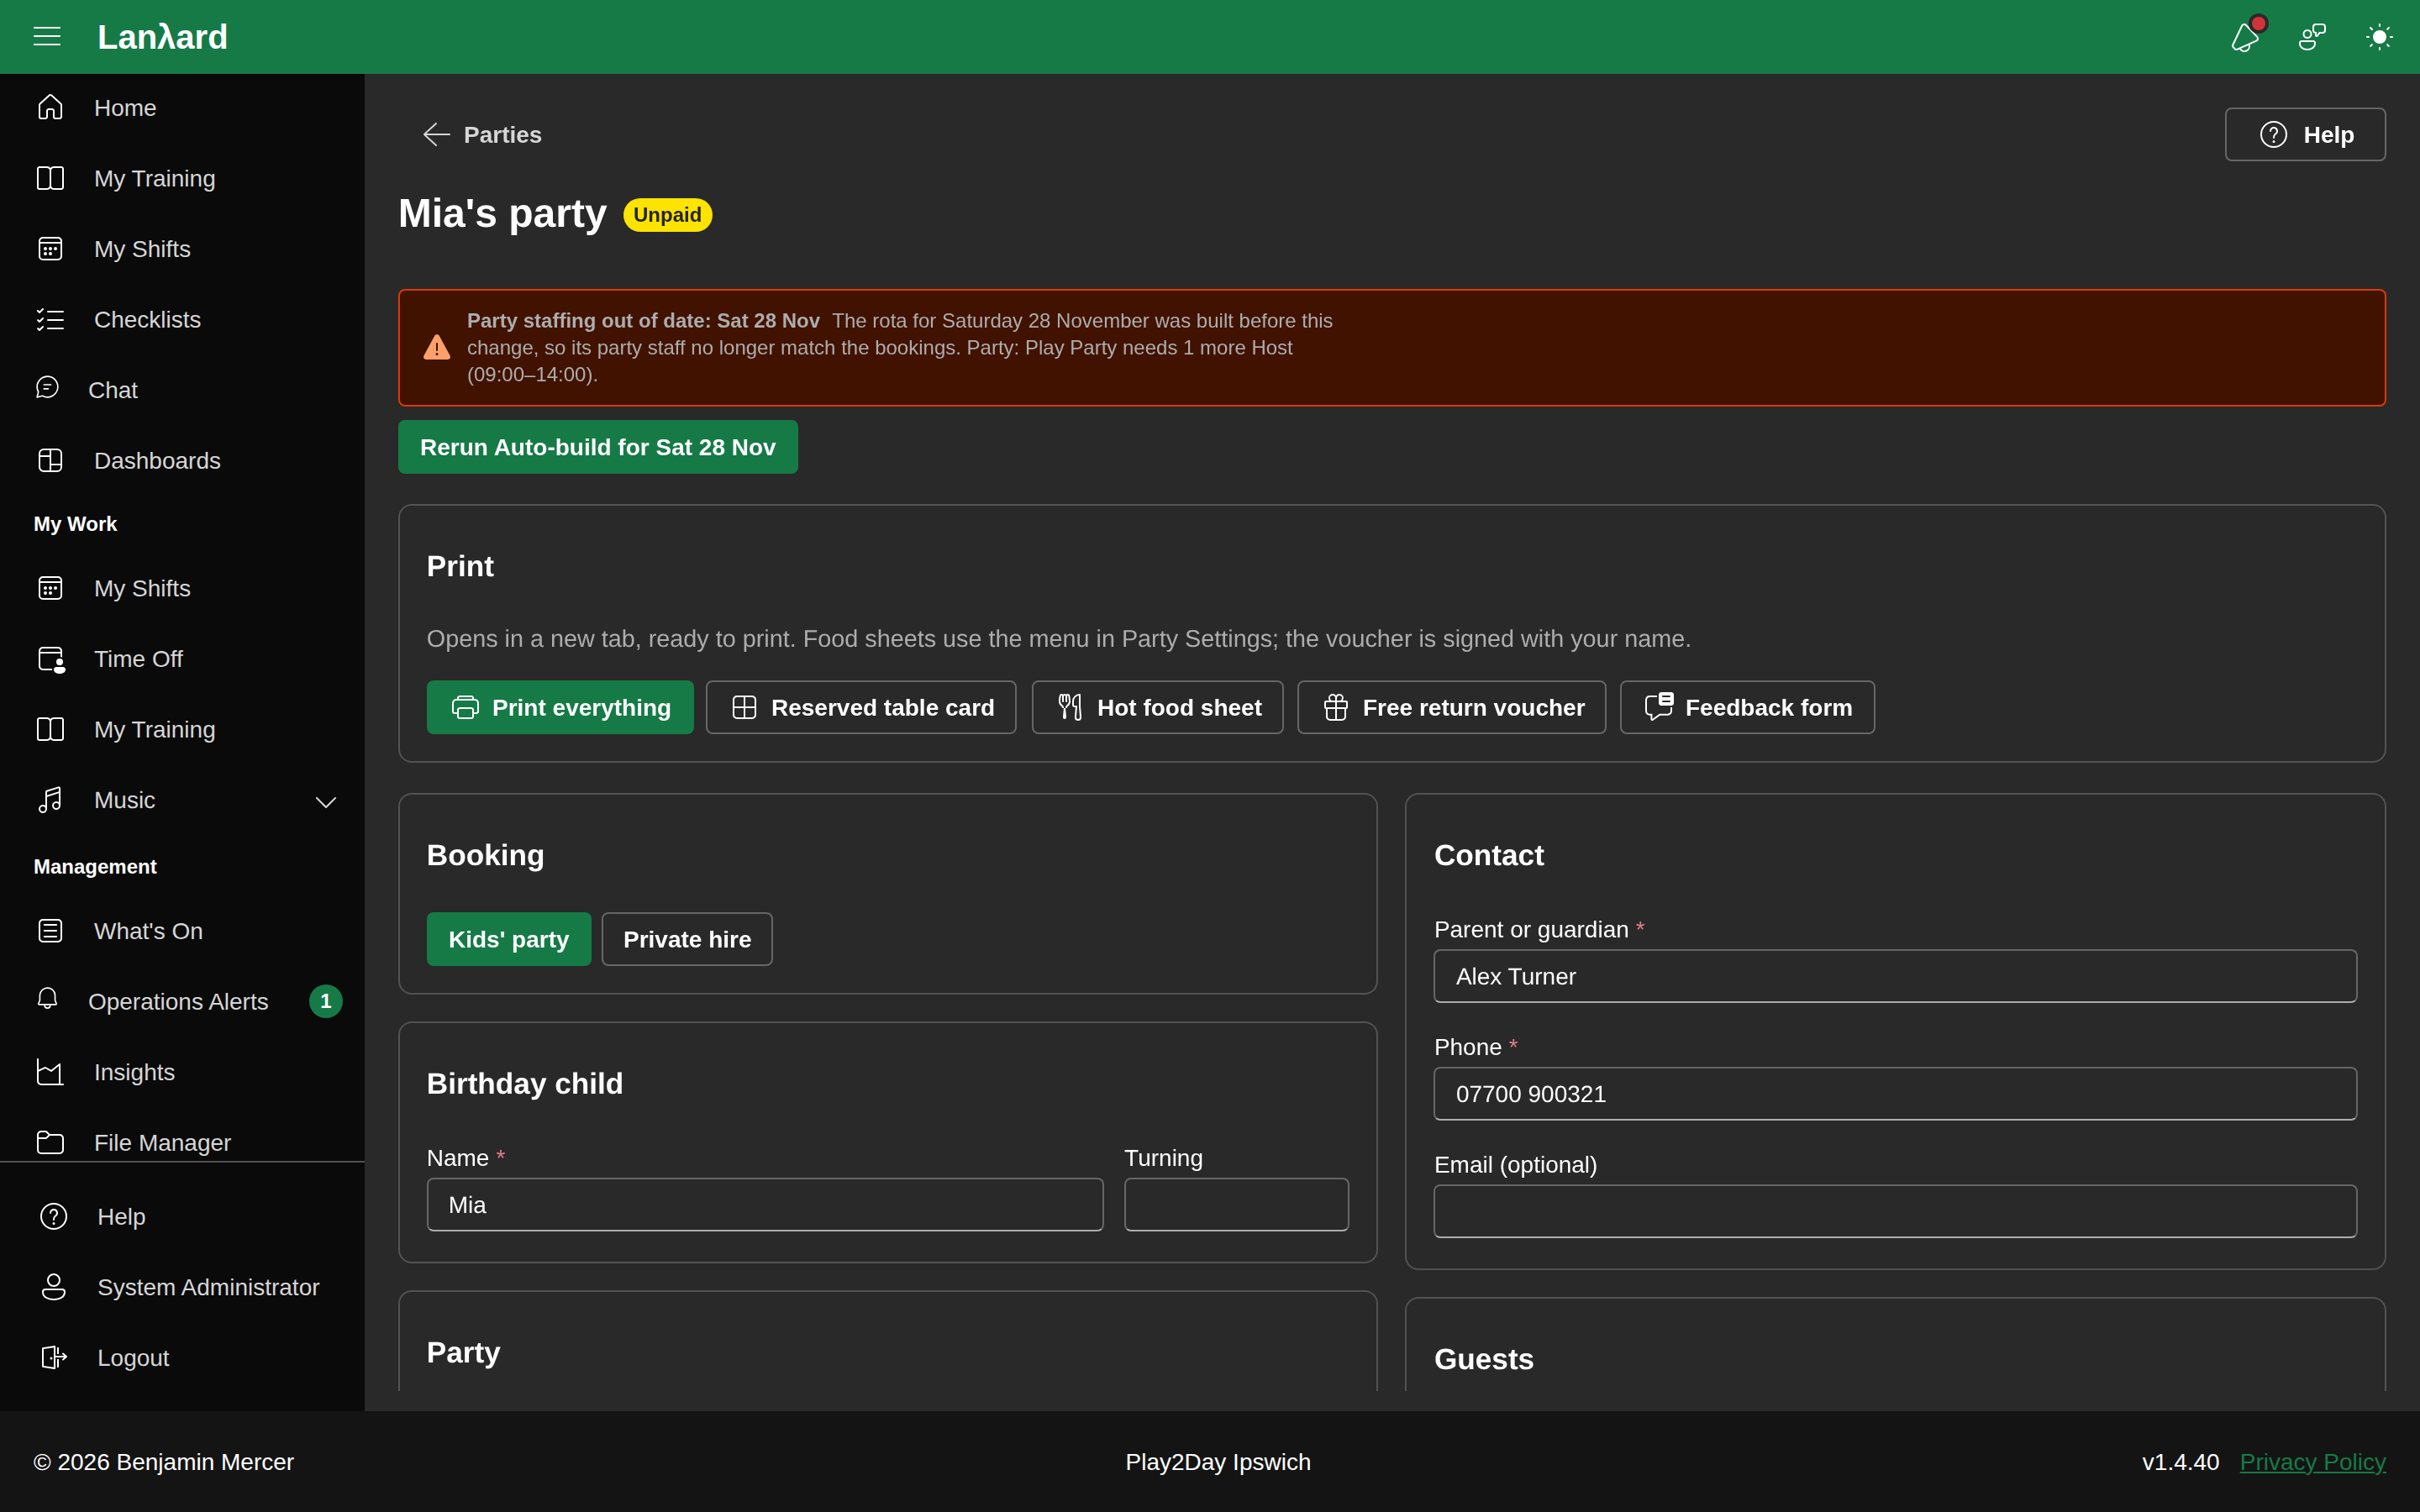 Lanλard
Home
My Training
My Shifts
Checklists
Chat
Dashboards
My Work
My Shifts
Time Off
My Training
Music
Management
What's On
Operations Alerts 1
Insights
File Manager
Help
System Administrator
Logout
Parties
Help
Mia's party Unpaid
Party staffing out of date: Sat 28 Nov The rota for Saturday 28 November was built before this
change, so its party staff no longer match the bookings. Party: Play Party needs 1 more Host
(09:00–14:00).
Rerun Auto-build for Sat 28 Nov
Print
Opens in a new tab, ready to print. Food sheets use the menu in Party Settings; the voucher is signed with your name.
Print everything Reserved table card Hot food sheet Free return voucher Feedback form
Booking
Kids' party Private hire
Birthday child
Name * Turning
Mia
Party
Contact
Parent or guardian *
Alex Turner
Phone *
07700 900321
Email (optional)
Guests
© 2026 Benjamin Mercer Play2Day Ipswich v1.4.40 Privacy Policy